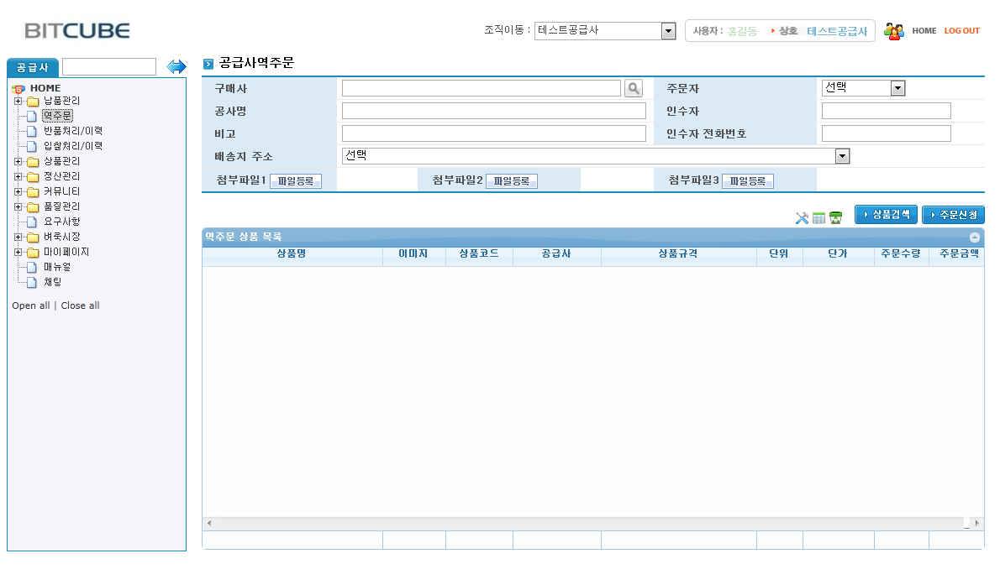 BITCUBE
조직이동 : 테스트공급사
사용자 : 홍길동 상호 테스트공급사
HOME LOG OUT
공급사
HOME
납품관리
역주문
반품처리/이력
입찰처리/이력
상품관리
정산관리
커뮤니티
품질관리
요구사항
벼룩시장
마이페이지
매뉴얼
채팅
Open all | Close all
공급사역주문
구매사 주문자 선택
공사명 인수자
비고 인수자 전화번호
배송지 주소 선택
첨부파일1 파일등록 첨부파일2 파일등록 첨부파일3 파일등록
상품검색 주문신청
역주문 상품 목록
상품명 이미지 상품코드 공급사 상품규격 단위 단가 주문수량 주문금액